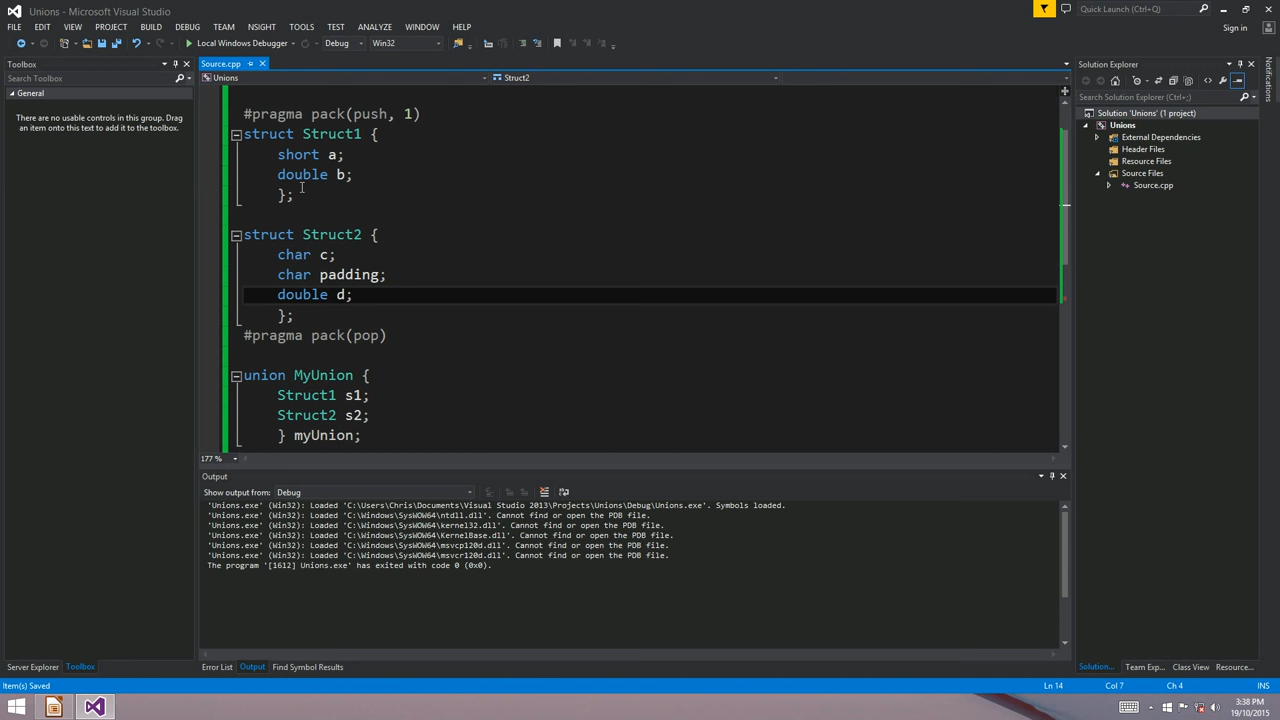 Unions - Microsoft Visual Studio
Quick Launch (Ctrl+Q)
FILE EDIT VIEW PROJECT BUILD DEBUG TEAM NSIGHT TOOLS TEST ANALYZE WINDOW HELP
Sign in
Local Windows Debugger Debug Win32
Toolbox
Search Toolbox
General
There are no usable controls in this group. Drag
an item onto this text to add it to the toolbox.
Source.cpp
Unions Struct2
#pragma pack(push, 1)
struct Struct1 {
short a;
double b;
};
struct Struct2 {
char c;
char padding;
double d;
};
#pragma pack(pop)
union MyUnion {
Struct1 s1;
Struct2 s2;
} myUnion;
177 %
Output
Show output from: Debug
'Unions.exe' (Win32): Loaded 'C:\Users\Chris\Documents\Visual Studio 2013\Projects\Unions\Debug\Unions.exe'. Symbols loaded.
'Unions.exe' (Win32): Loaded 'C:\Windows\SysWOW64\ntdll.dll'. Cannot find or open the PDB file.
'Unions.exe' (Win32): Loaded 'C:\Windows\SysWOW64\kernel32.dll'. Cannot find or open the PDB file.
'Unions.exe' (Win32): Loaded 'C:\Windows\SysWOW64\KernelBase.dll'. Cannot find or open the PDB file.
'Unions.exe' (Win32): Loaded 'C:\Windows\SysWOW64\msvcp120d.dll'. Cannot find or open the PDB file.
'Unions.exe' (Win32): Loaded 'C:\Windows\SysWOW64\msvcr120d.dll'. Cannot find or open the PDB file.
The program '[1612] Unions.exe' has exited with code 0 (0x0).
Error List Output Find Symbol Results
Solution Explorer
Search Solution Explorer (Ctrl+;)
Solution 'Unions' (1 project)
Unions
External Dependencies
Header Files
Resource Files
Source Files
Source.cpp
Notifications
Solution... Team Exp... Class View Resource...
Server Explorer Toolbox
Item(s) Saved
Ln 14 Col 7 Ch 4 INS
3:38 PM
19/10/2015